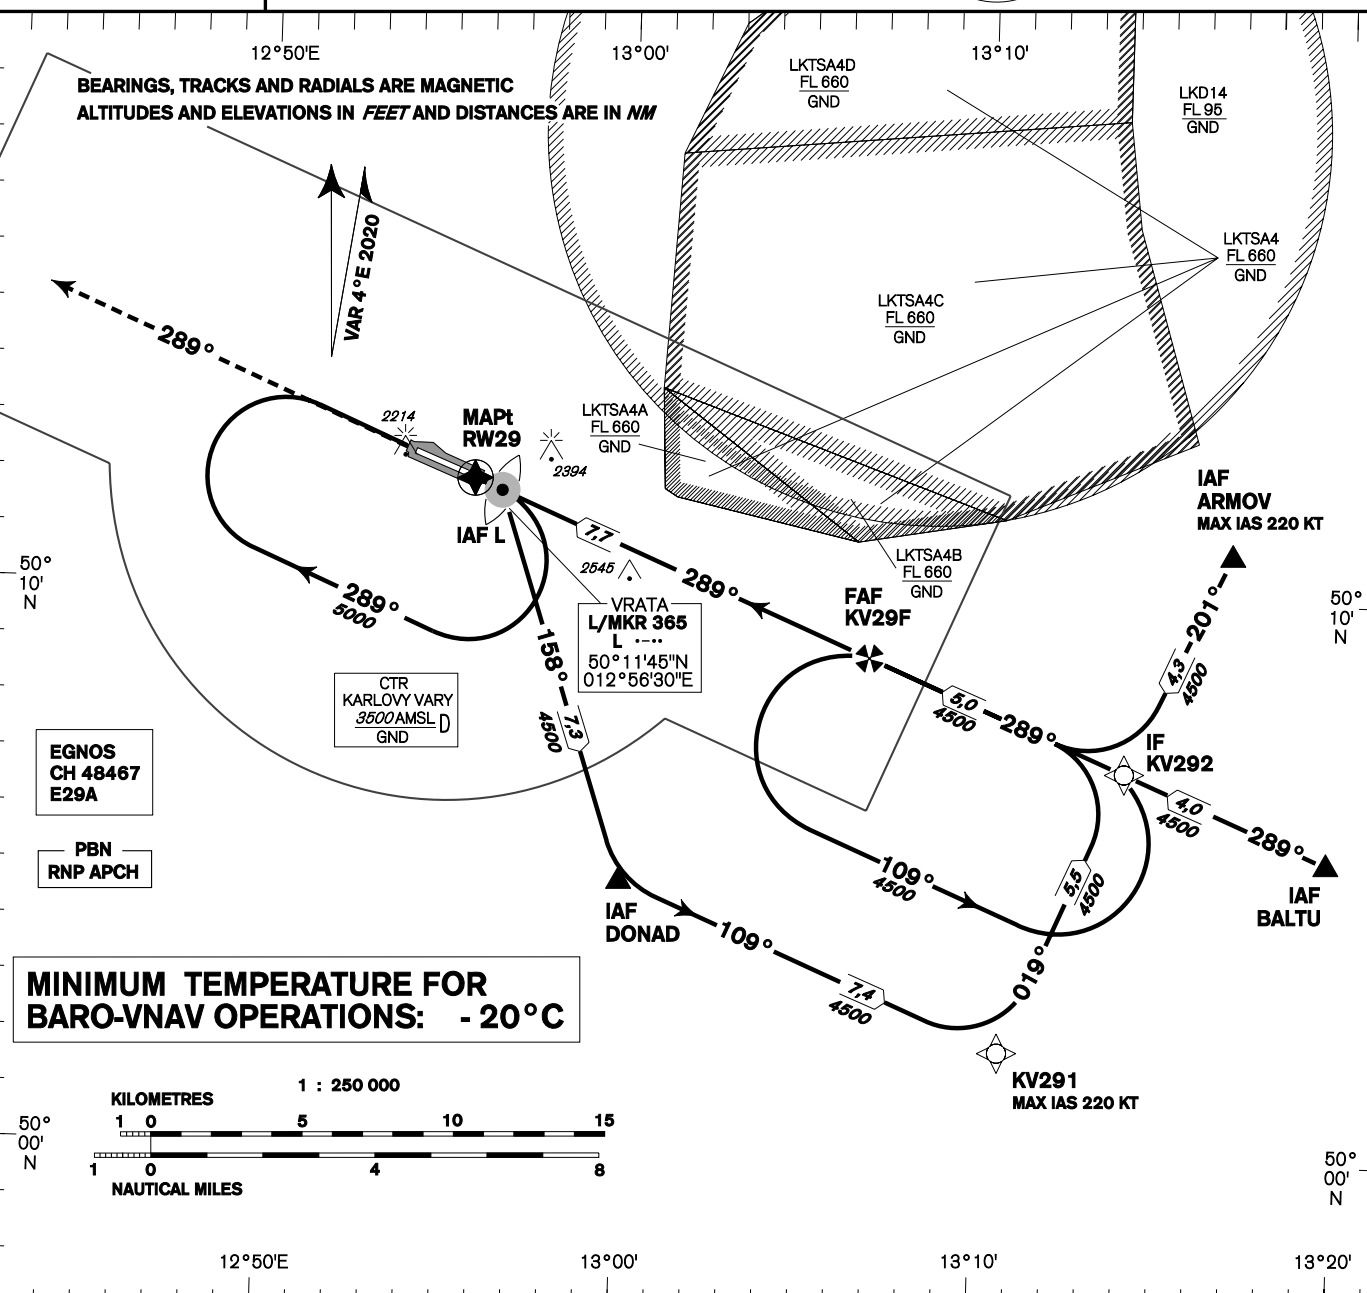 12°50'E
13°00'
13°10'
BEARINGS, TRACKS AND RADIALS ARE MAGNETIC
ALTITUDES AND ELEVATIONS IN FEET AND DISTANCES ARE IN NM
LKTSA4D
FL 660
GND
LKD14
FL 95
GND
VAR 4°E 2020
LKTSA4
FL 660
GND
LKTSA4C
FL 660
GND
289°
2214
MAPt
RW29
2394
LKTSA4A
FL 660
GND
IAF
ARMOV
MAX IAS 220 KT
IAF L
7,7
2545
289°
LKTSA4B
FL 660
GND
50°
10'
N
289°
5000
VRATA
L/MKR 365
L ·–··
50°11'45"N
012°56'30"E
FAF
KV29F
201°
50°
10'
N
158°
4,3
4500
CTR
KARLOVY VARY
3500 AMSL
GND
D
7,3
4500
5,0
4500
289°
IF
KV292
EGNOS
CH 48467
E29A
4,0
4500
289°
PBN
RNP APCH
109°
4500
5,5
4500
IAF
BALTU
IAF
DONAD
109°
019°
MINIMUM TEMPERATURE FOR
BARO-VNAV OPERATIONS: - 20°C
7,4
4500
KV291
MAX IAS 220 KT
1 : 250 000
KILOMETRES
1 0 5 10 15
1 0 4 8
NAUTICAL MILES
50°
00'
N
50°
00'
N
12°50'E
13°00'
13°10'
13°20'